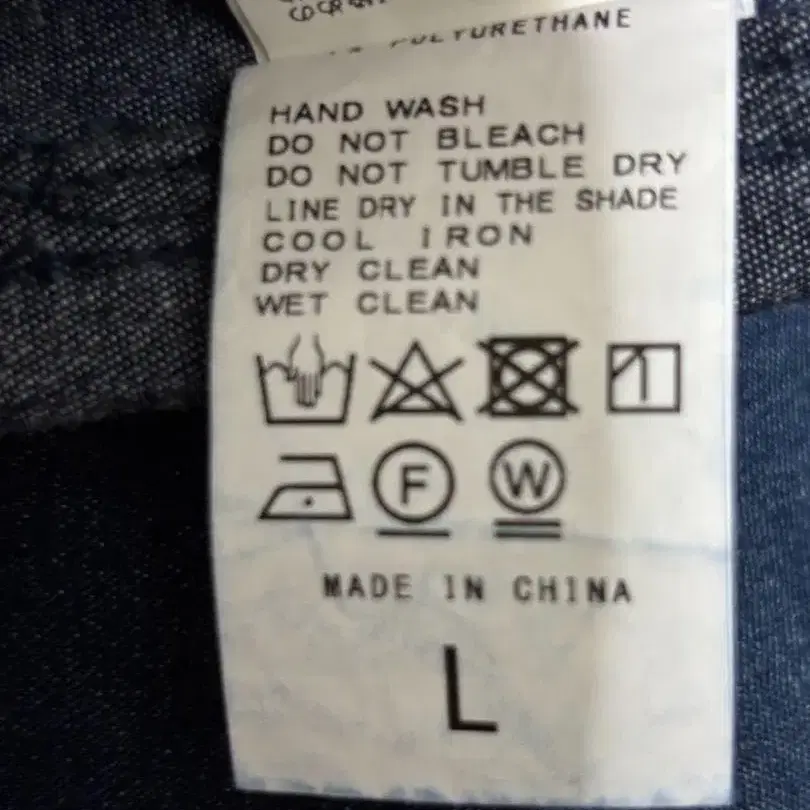 POLYURETHANE
HAND WASH
DO NOT BLEACH
DO NOT TUMBLE DRY
LINE DRY IN THE SHADE
COOL IRON
DRY CLEAN
WET CLEAN
F W
MADE IN CHINA
L